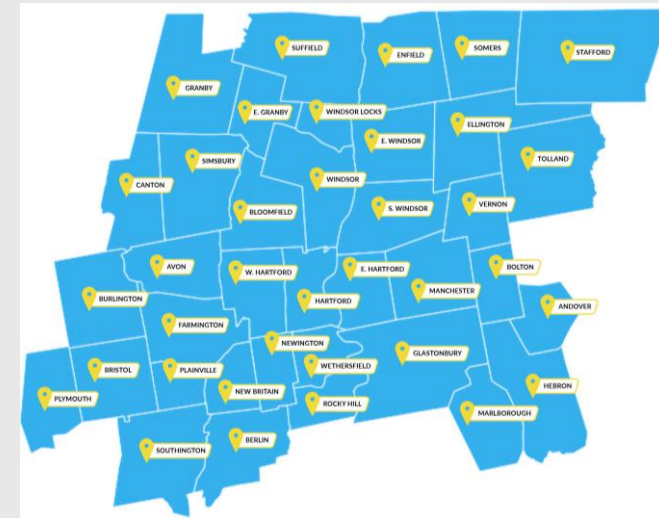 SUFFIELD
ENFIELD
SOMERS
STAFFORD
GRANBY
E. GRANBY
WINDSOR LOCKS
E. WINDSOR
ELLINGTON
TOLLAND
SIMSBURY
CANTON
WINDSOR
BLOOMFIELD
S. WINDSOR
VERNON
AVON
W. HARTFORD
E. HARTFORD
BOLTON
BURLINGTON
HARTFORD
MANCHESTER
ANDOVER
FARMINGTON
NEWINGTON
GLASTONBURY
BRISTOL
PLAINVILLE
WETHERSFIELD
PLYMOUTH
NEW BRITAIN
ROCKY HILL
HEBRON
MARLBOROUGH
SOUTHINGTON
BERLIN